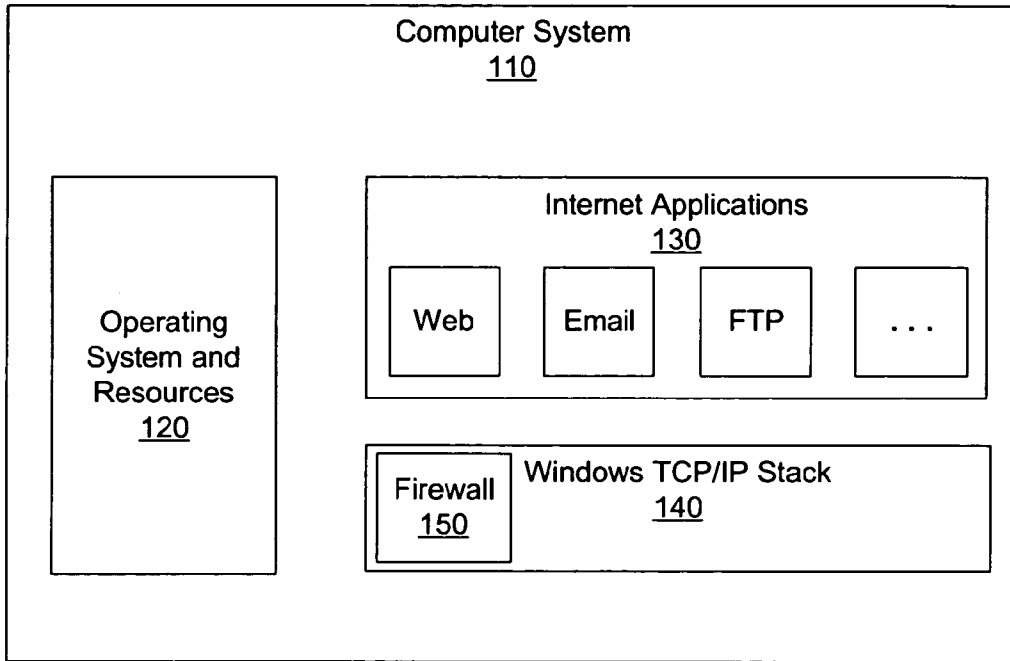 Computer System
110
Operating
System and
Resources
120
Internet Applications
130
Web
Email
FTP
. . .
Firewall
150
Windows TCP/IP Stack
140